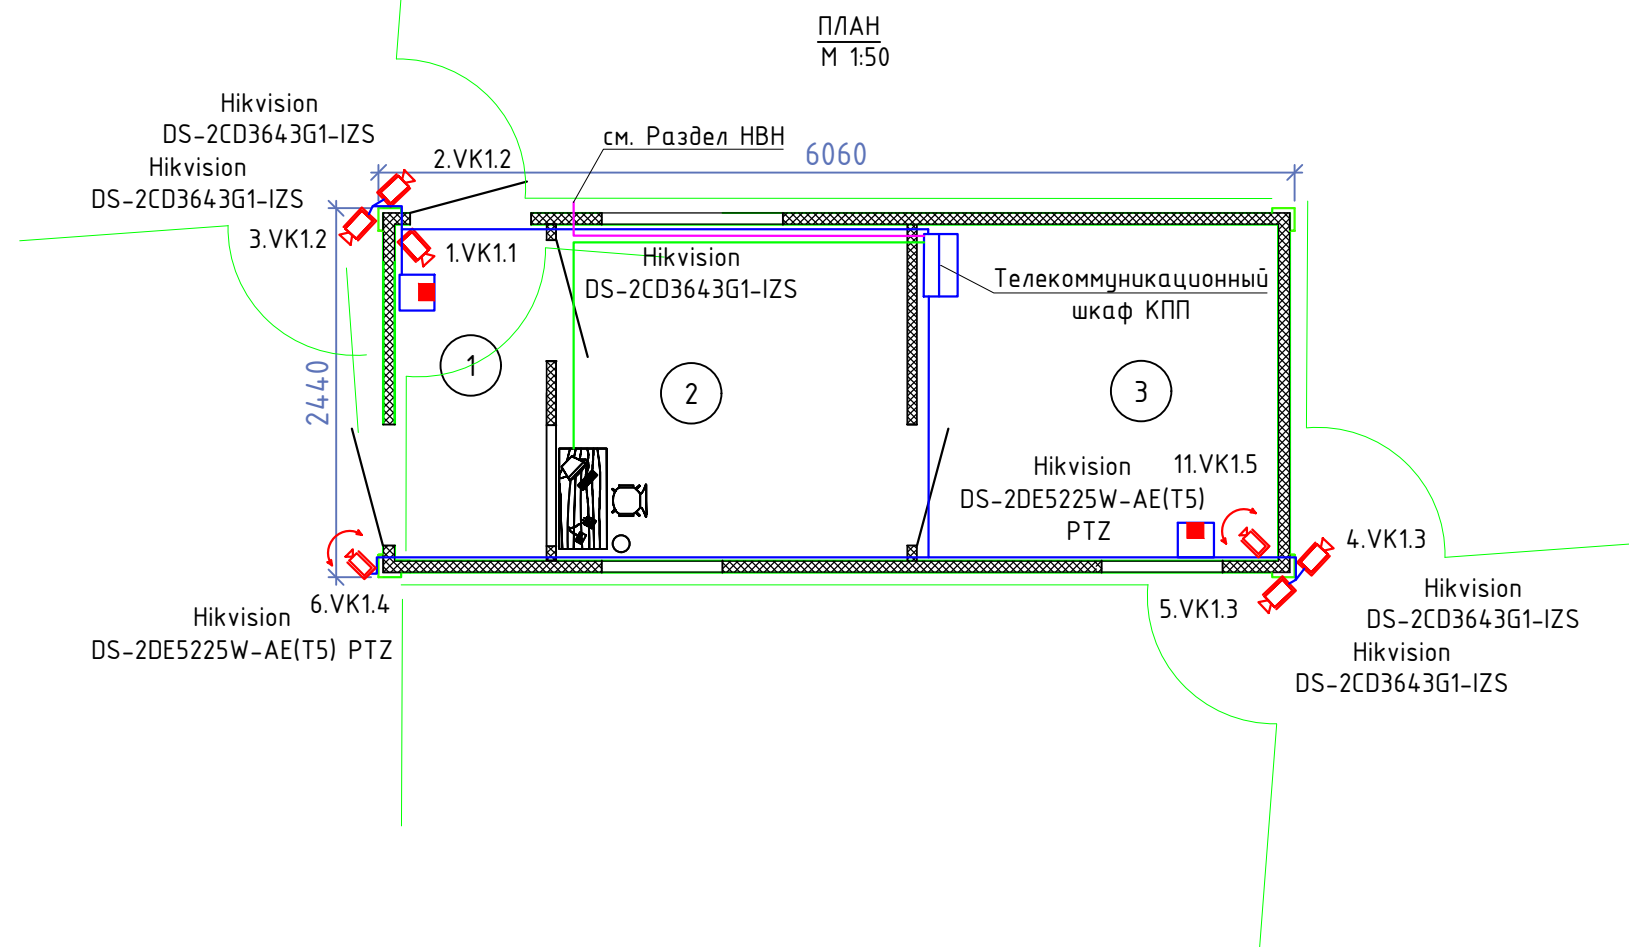 ПЛАН
М 1:50
Hikvision
DS-2CD3643G1-IZS
Hikvision
DS-2CD3643G1-IZS
2.VK1.2
см. Раздел НВН
6060
3.VK1.2
1.VK1.1
Hikvision
DS-2CD3643G1-IZS
Телекоммуникационный
шкаф КПП
2440
1
2
3
Hikvision
11.VK1.5
DS-2DE5225W-AE(T5)
PTZ
4.VK1.3
6.VK1.4
5.VK1.3
Hikvision
DS-2DE5225W-AE(T5) PTZ
Hikvision
DS-2CD3643G1-IZS
Hikvision
DS-2CD3643G1-IZS